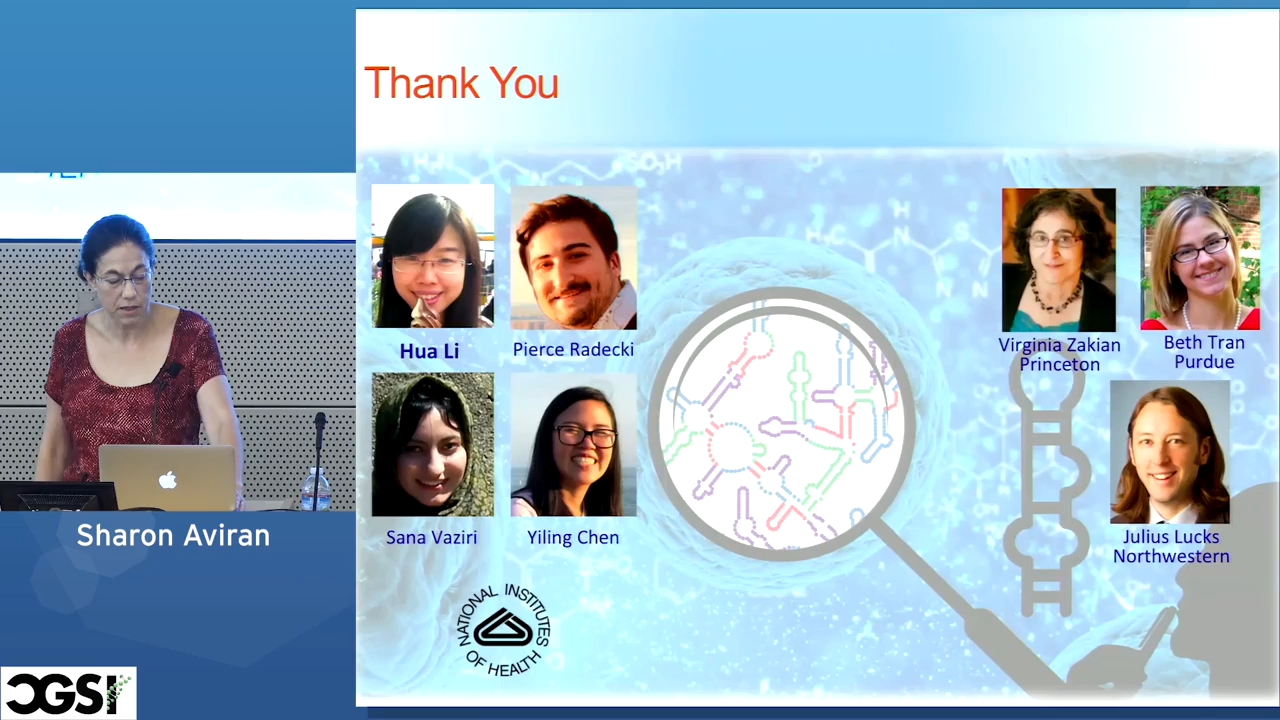 Thank You
Hua Li
Pierce Radecki
Virginia Zakian
Princeton
Beth Tran
Purdue
Sana Vaziri
Yiling Chen
Julius Lucks
Northwestern
NATIONAL INSTITUTES
OF HEALTH
Sharon Aviran
CGSI
SO₃H
H
N
N
N